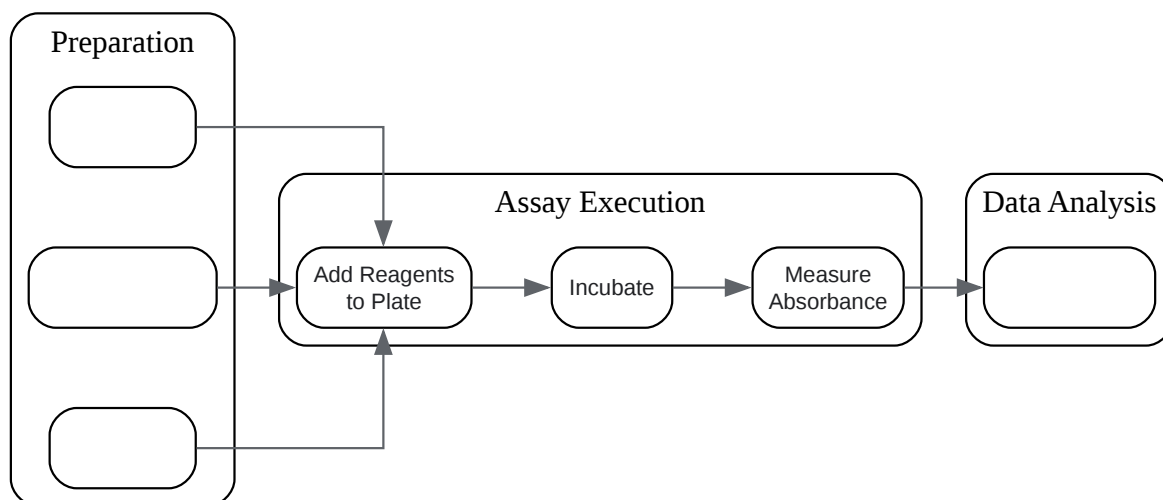 Preparation
Assay Execution
Data Analysis
Add Reagents
to Plate
Incubate
Measure
Absorbance